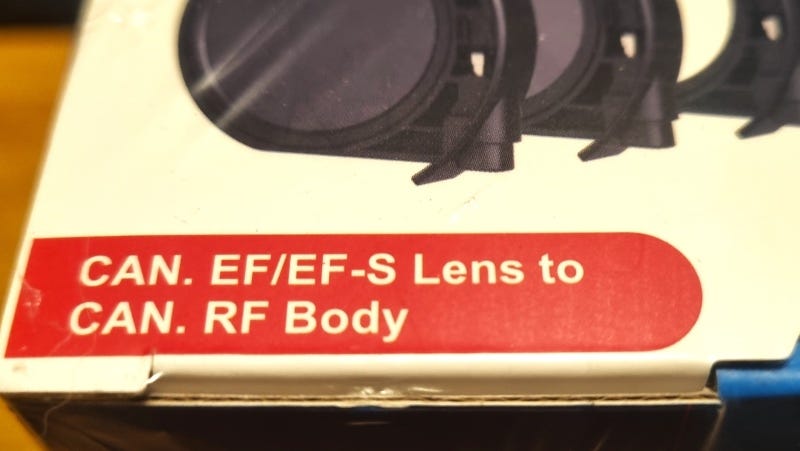 CAN. EF/EF-S Lens to
CAN. RF Body